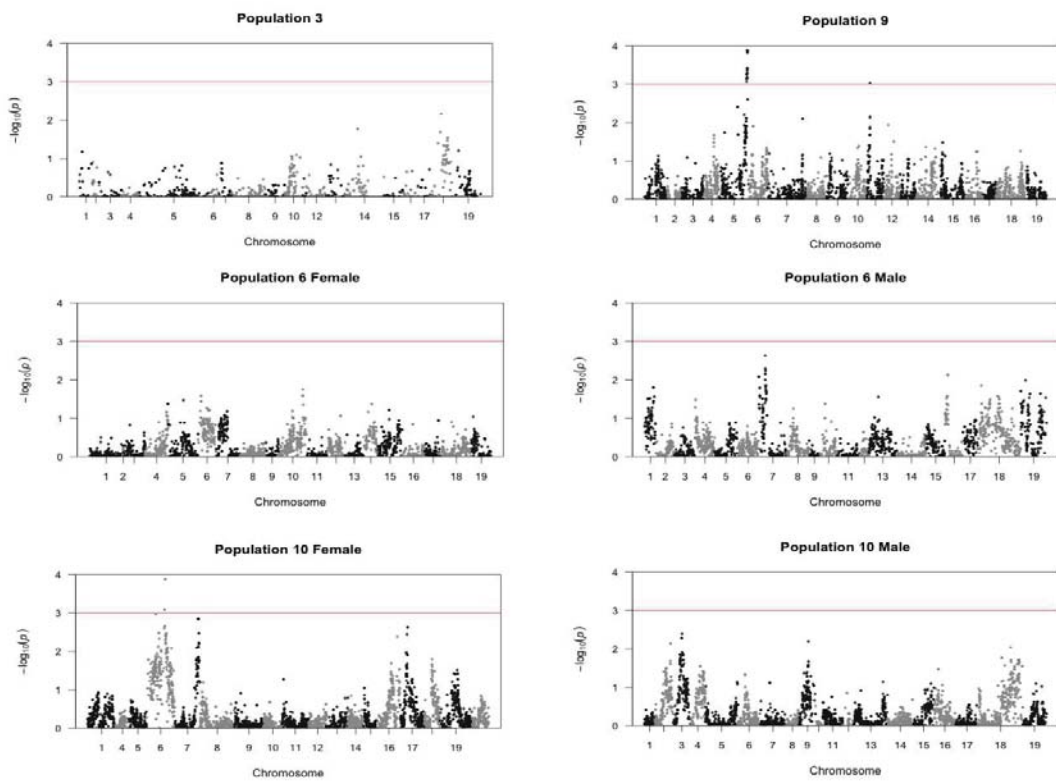 Population 3
4
3
2
1
0
−log10(p)
1 3 5 6 7 8 9 10 12 14 15 17 19
Chromosome
Population 9
4
3
2
1
0
−log10(p)
1 2 3 4 5 6 7 8 10 12 14 15 16 18 19
Chromosome
Population 6 Female
4
3
2
1
0
−log10(p)
1 2 4 5 6 7 8 10 11 13 14 15 16 17 19
Chromosome
Population 6 Male
4
3
2
1
0
−log10(p)
1 2 3 4 5 6 7 8 9 11 13 14 15 17 18 19
Chromosome
Population 10 Female
4
3
2
1
0
−log10(p)
1 4 5 6 7 8 9 10 11 12 14 16 17 19
Chromosome
Population 10 Male
4
3
2
1
0
−log10(p)
1 3 4 5 6 7 8 9 11 13 14 15 16 17 18 19
Chromosome